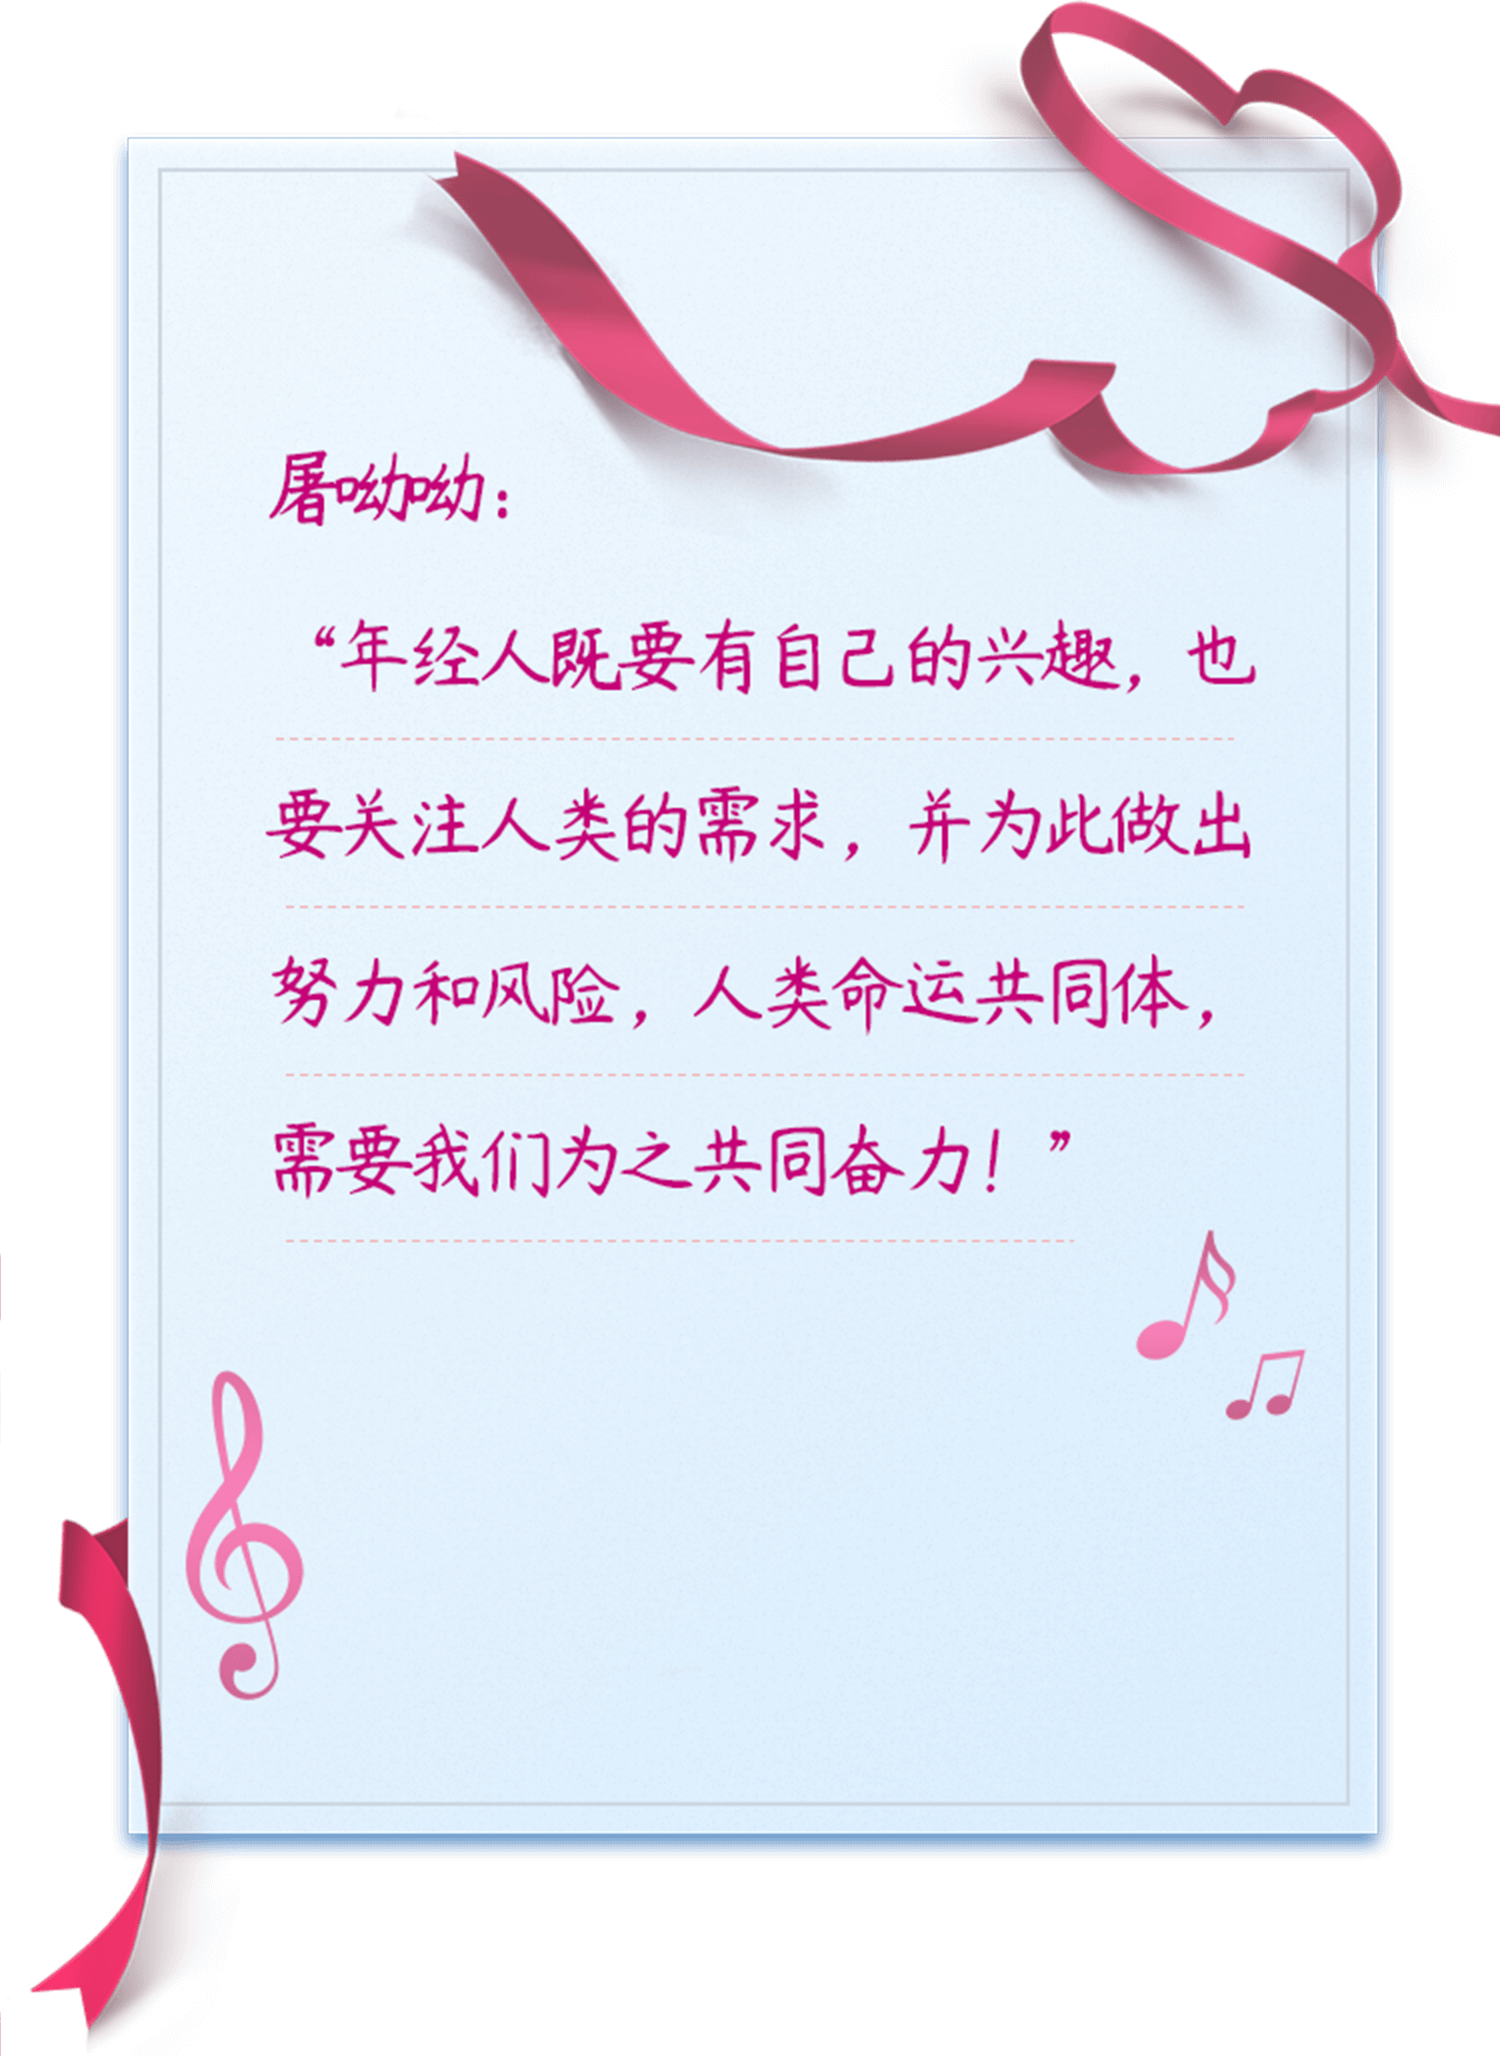 屠呦呦：
“年经人既要有自己的兴趣，也
要关注人类的需求，并为此做出
努力和风险，人类命运共同体，
需要我们为之共同奋力！”